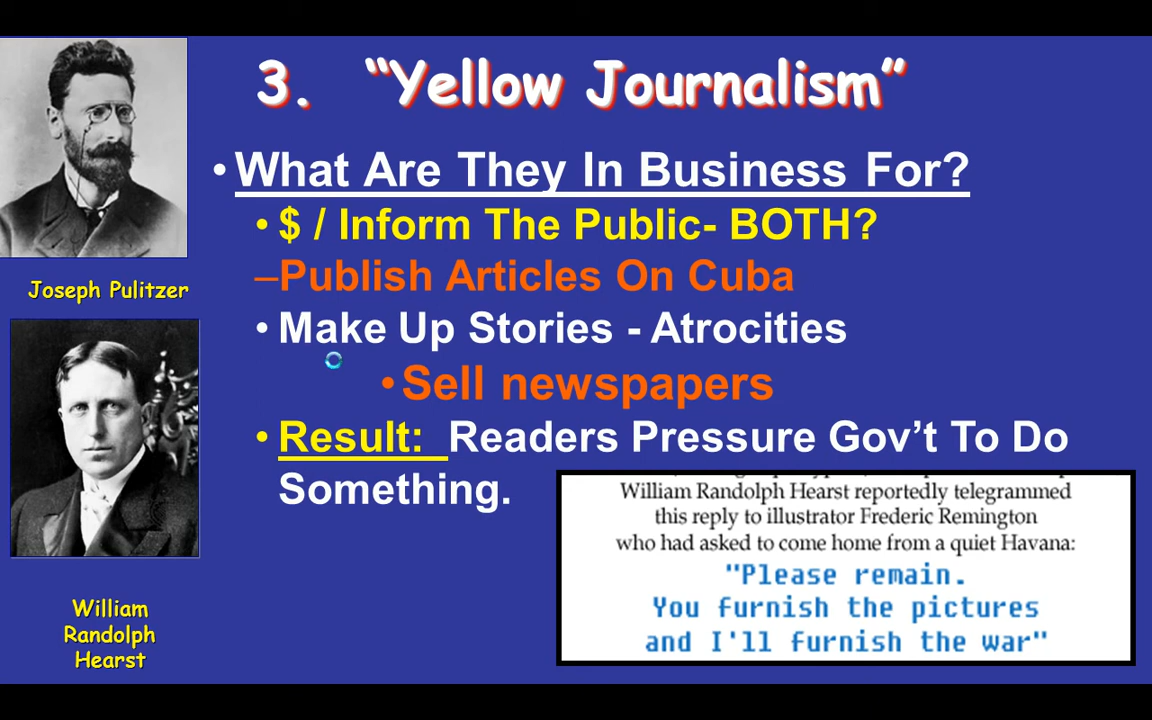 3. “Yellow Journalism”
•What Are They In Business For?
•$ / Inform The Public- BOTH?
–Publish Articles On Cuba
•Make Up Stories - Atrocities
•Sell newspapers
•Result: Readers Pressure Gov’t To Do
Something.
Joseph Pulitzer
William
Randolph
Hearst
William Randolph Hearst reportedly telegrammed
this reply to illustrator Frederic Remington
who had asked to come home from a quiet Havana:
"Please remain.
You furnish the pictures
and I'll furnish the war"